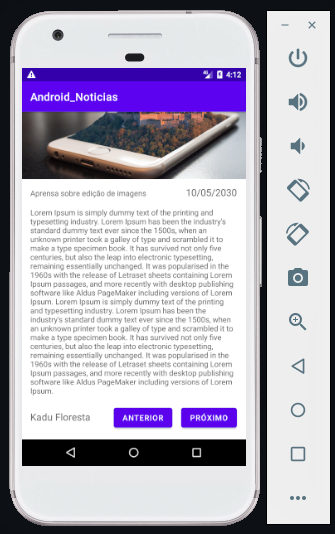 4:12
Android_Noticias
Aprensa sobre edição de imagens 10/05/2030
Lorem Ipsum is simply dummy text of the printing and
typesetting industry. Lorem Ipsum has been the industry's
standard dummy text ever since the 1500s, when an
unknown printer took a galley of type and scrambled it to
make a type specimen book. It has survived not only five
centuries, but also the leap into electronic typesetting,
remaining essentially unchanged. It was popularised in the
1960s with the release of Letraset sheets containing Lorem
Ipsum passages, and more recently with desktop publishing
software like Aldus PageMaker including versions of Lorem
Ipsum. Lorem Ipsum is simply dummy text of the printing
and typesetting industry. Lorem Ipsum has been the
industry's standard dummy text ever since the 1500s, when
an unknown printer took a galley of type and scrambled it to
make a type specimen book. It has survived not only five
centuries, but also the leap into electronic typesetting,
remaining essentially unchanged. It was popularised in the
1960s with the release of Letraset sheets containing Lorem
Ipsum passages, and more recently with desktop publishing
software like Aldus PageMaker including versions of Lorem
Ipsum.
Kadu Floresta ANTERIOR PRÓXIMO